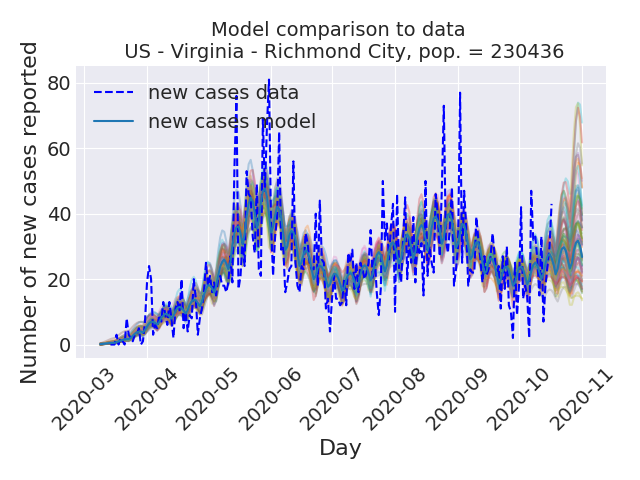 Model comparison to data
US - Virginia - Richmond City, pop. = 230436
Number of new cases reported
80
60
40
20
0
new cases data
new cases model
2020-03
2020-04
2020-05
2020-06
2020-07
2020-08
2020-09
2020-10
2020-11
Day